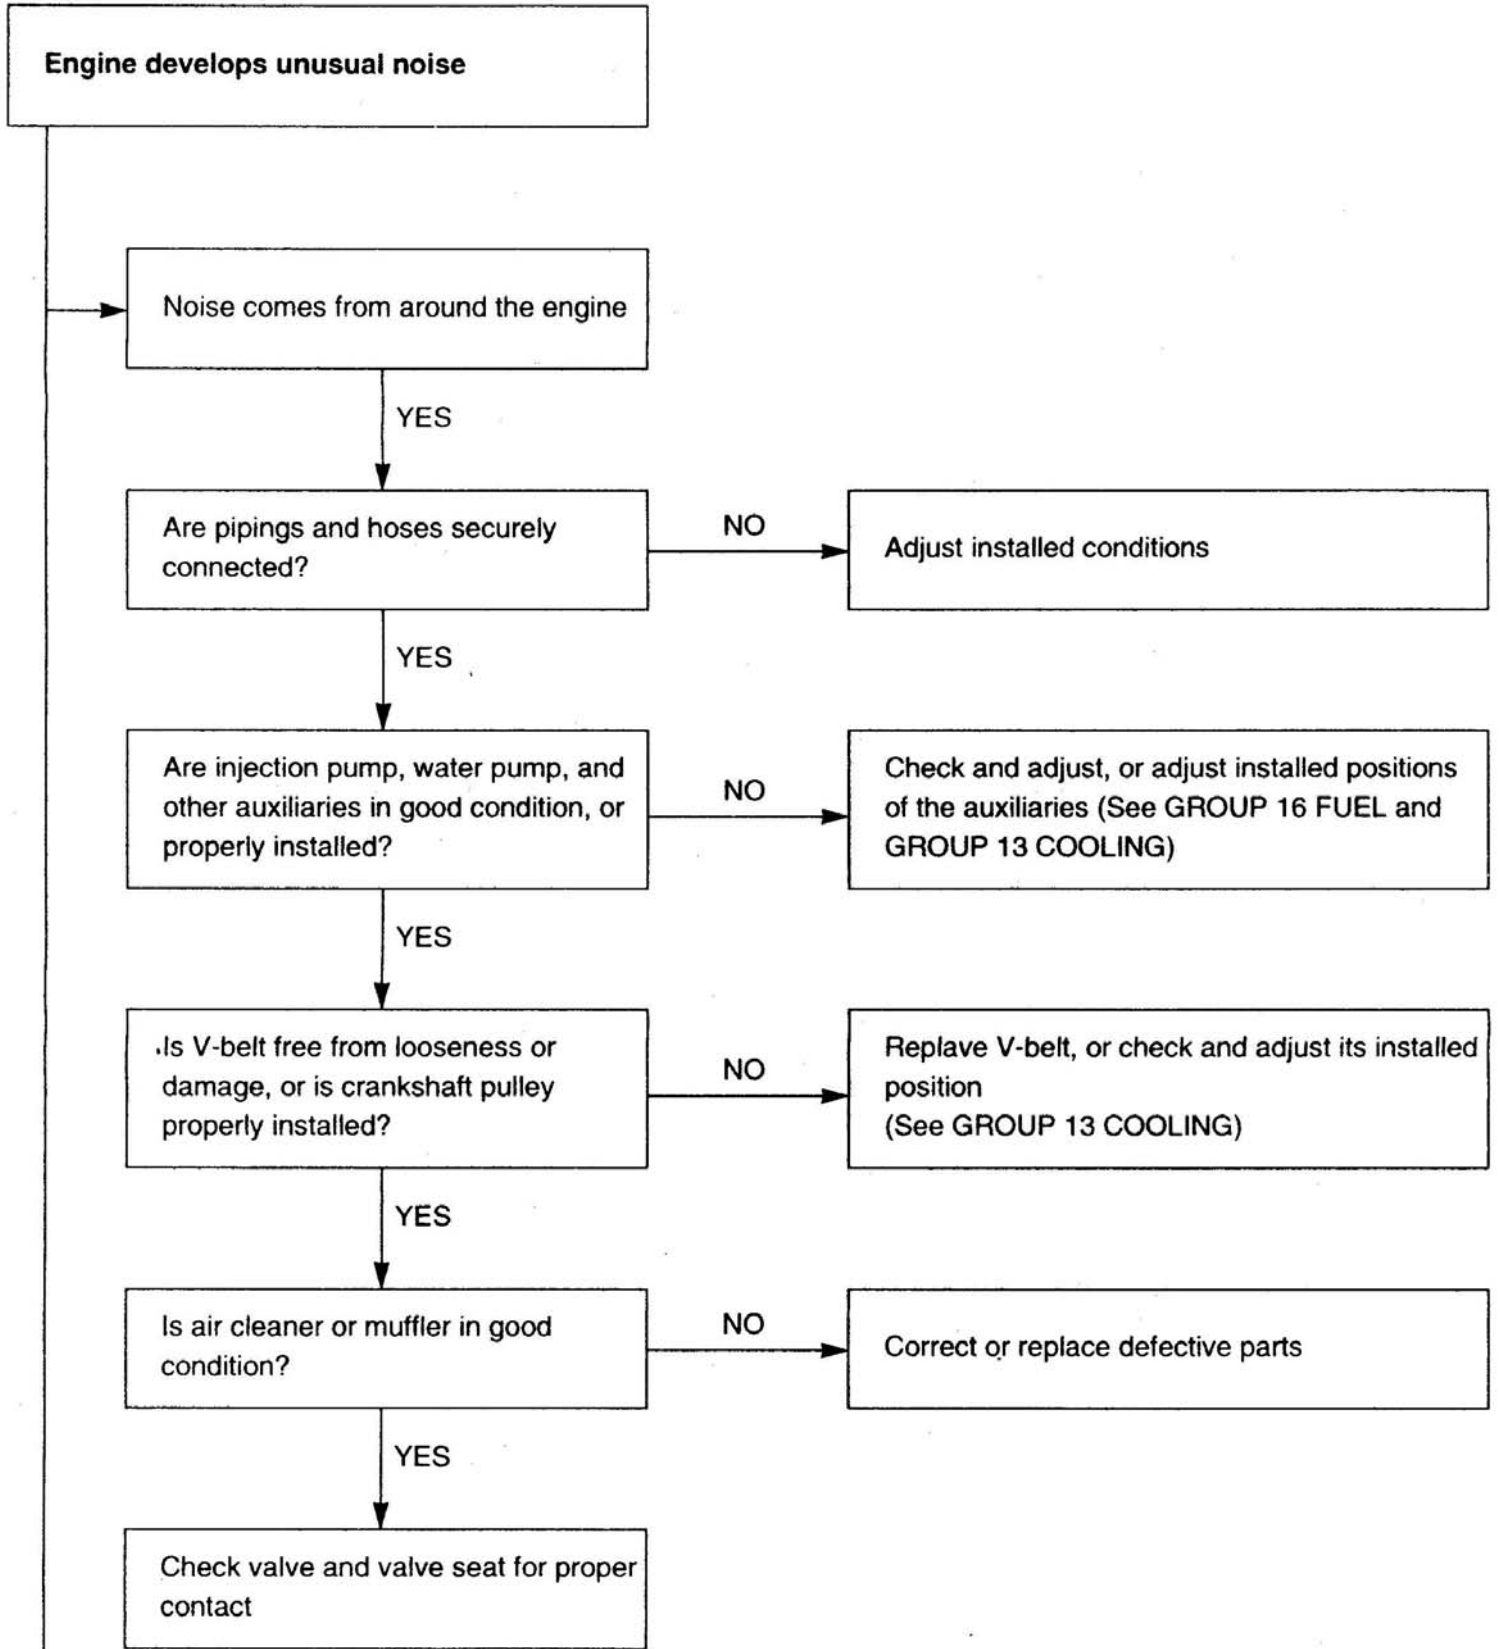 Engine develops unusual noise
Noise comes from around the engine
YES
Are pipings and hoses securely
connected?
NO
Adjust installed conditions
YES
Are injection pump, water pump, and
other auxiliaries in good condition, or
properly installed?
NO
Check and adjust, or adjust installed positions
of the auxiliaries (See GROUP 16 FUEL and
GROUP 13 COOLING)
YES
Is V-belt free from looseness or
damage, or is crankshaft pulley
properly installed?
NO
Replave V-belt, or check and adjust its installed
position
(See GROUP 13 COOLING)
YES
Is air cleaner or muffler in good
condition?
NO
Correct or replace defective parts
YES
Check valve and valve seat for proper
contact